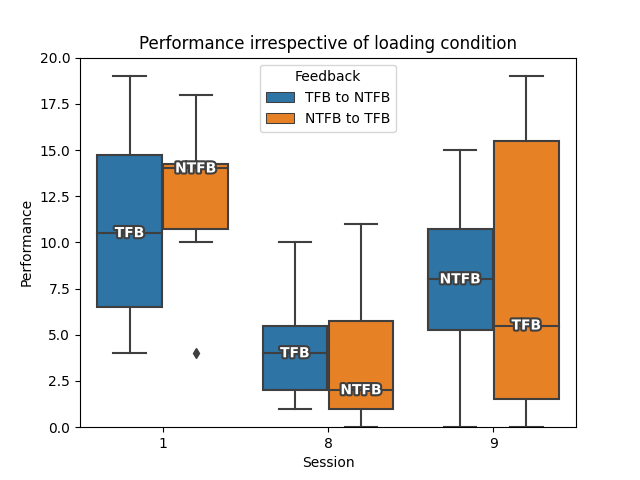 Performance irrespective of loading condition
Feedback
TFB to NTFB
NTFB to TFB
Performance
20.0
17.5
15.0
12.5
10.0
7.5
5.0
2.5
0.0
TFB
NTFB
TFB
NTFB
NTFB
TFB
1
8
9
Session